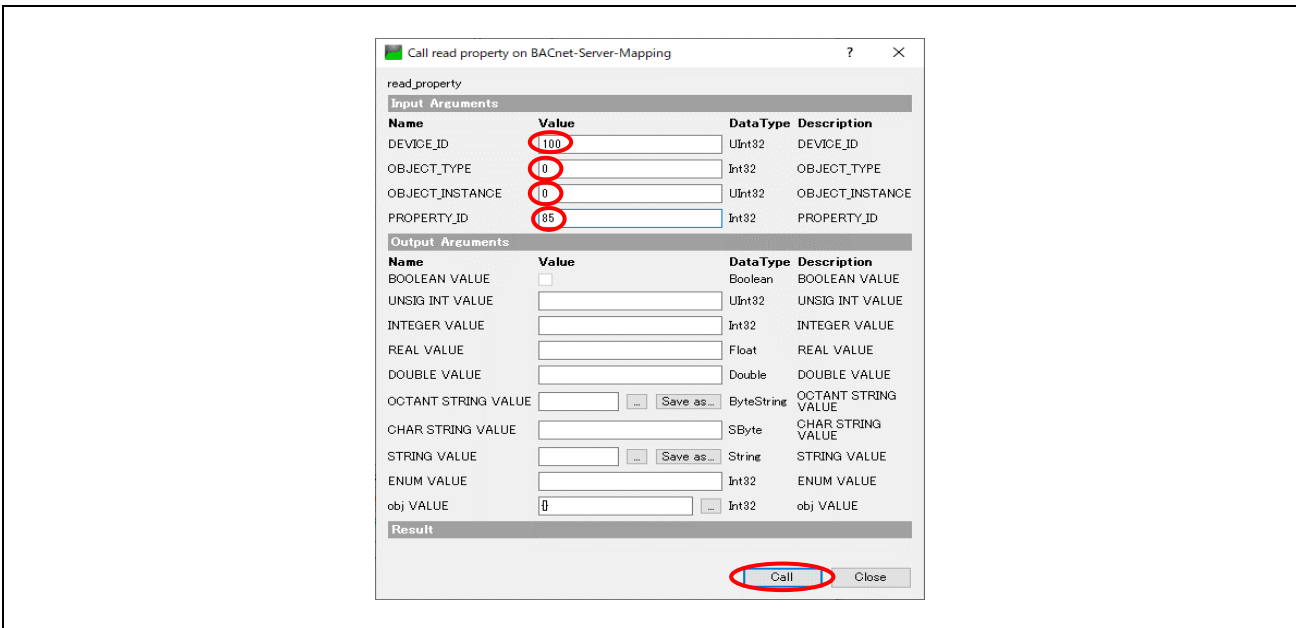 Call read property on BACnet-Server-Mapping ? ×
read_property
Input Arguments
Name Value DataType Description
DEVICE_ID 100 UInt32 DEVICE_ID
OBJECT_TYPE 0 Int32 OBJECT_TYPE
OBJECT_INSTANCE 0 UInt32 OBJECT_INSTANCE
PROPERTY_ID 85 Int32 PROPERTY_ID
Output Arguments
Name Value DataType Description
BOOLEAN VALUE Boolean BOOLEAN VALUE
UNSIG INT VALUE UInt32 UNSIG INT VALUE
INTEGER VALUE Int32 INTEGER VALUE
REAL VALUE Float REAL VALUE
DOUBLE VALUE Double DOUBLE VALUE
OCTANT STRING VALUE ... Save as... ByteString OCTANT STRING VALUE
CHAR STRING VALUE SByte CHAR STRING VALUE
STRING VALUE ... Save as... String STRING VALUE
ENUM VALUE Int32 ENUM VALUE
obj VALUE {} ... Int32 obj VALUE
Result
Call Close